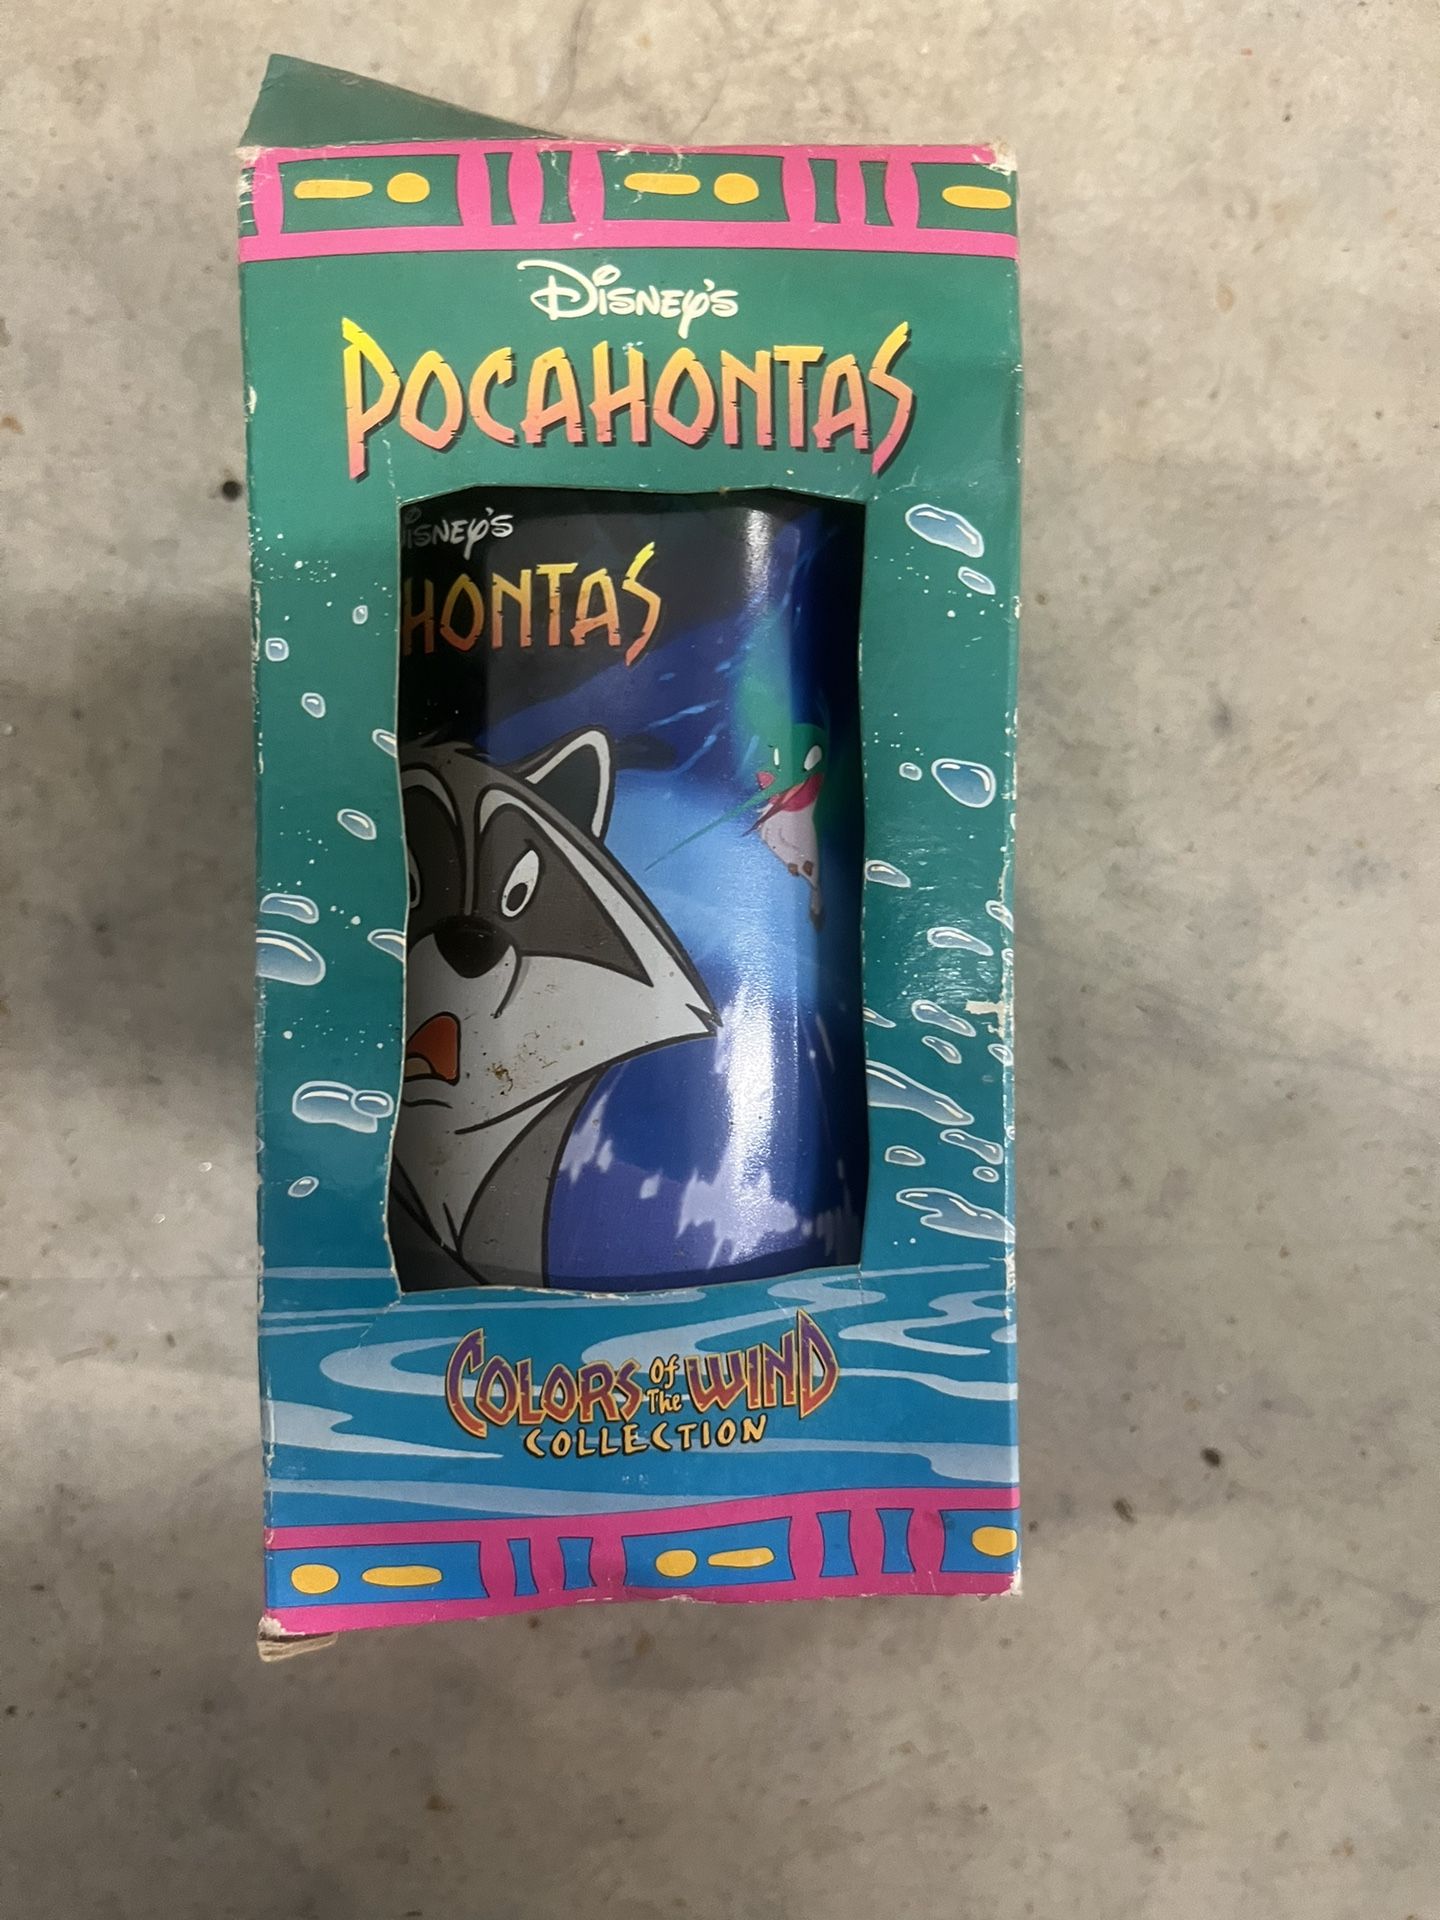 Disney's
POCAHONTAS
ISNEY'S
HONTAS
COLORS Of The WIND
COLLECTION